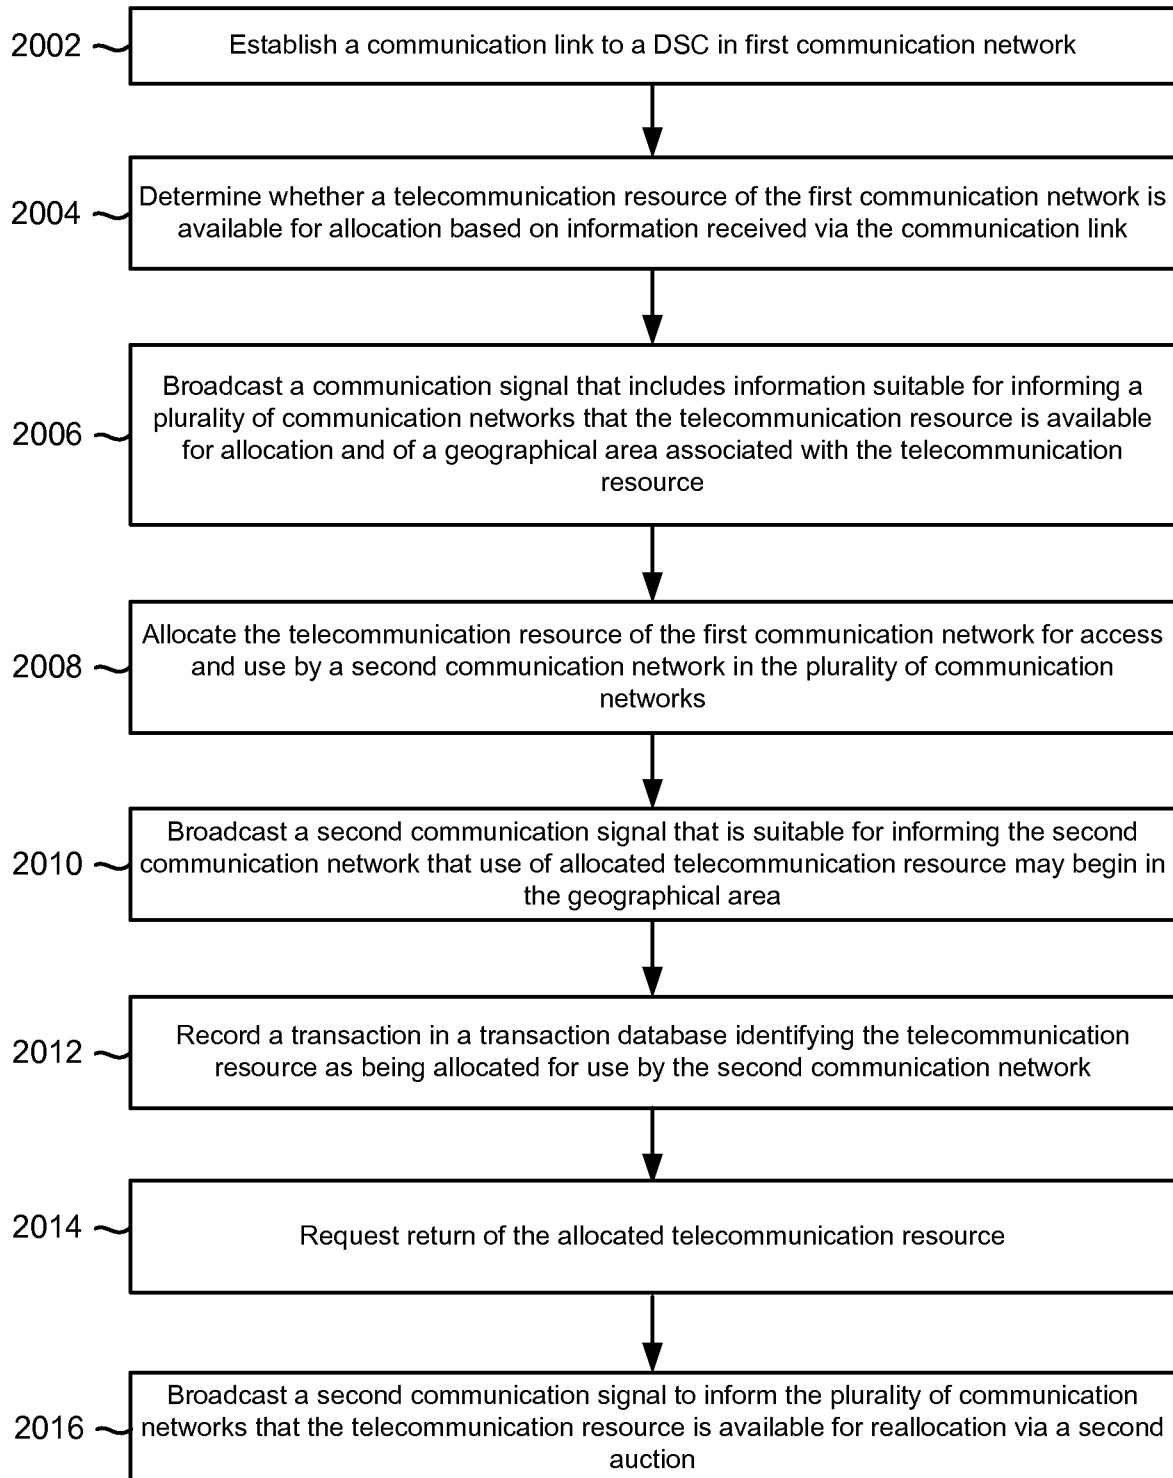 2002
Establish a communication link to a DSC in first communication network
2004
Determine whether a telecommunication resource of the first communication network is
available for allocation based on information received via the communication link
2006
Broadcast a communication signal that includes information suitable for informing a
plurality of communication networks that the telecommunication resource is available
for allocation and of a geographical area associated with the telecommunication
resource
2008
Allocate the telecommunication resource of the first communication network for access
and use by a second communication network in the plurality of communication
networks
2010
Broadcast a second communication signal that is suitable for informing the second
communication network that use of allocated telecommunication resource may begin in
the geographical area
2012
Record a transaction in a transaction database identifying the telecommunication
resource as being allocated for use by the second communication network
2014
Request return of the allocated telecommunication resource
2016
Broadcast a second communication signal to inform the plurality of communication
networks that the telecommunication resource is available for reallocation via a second
auction